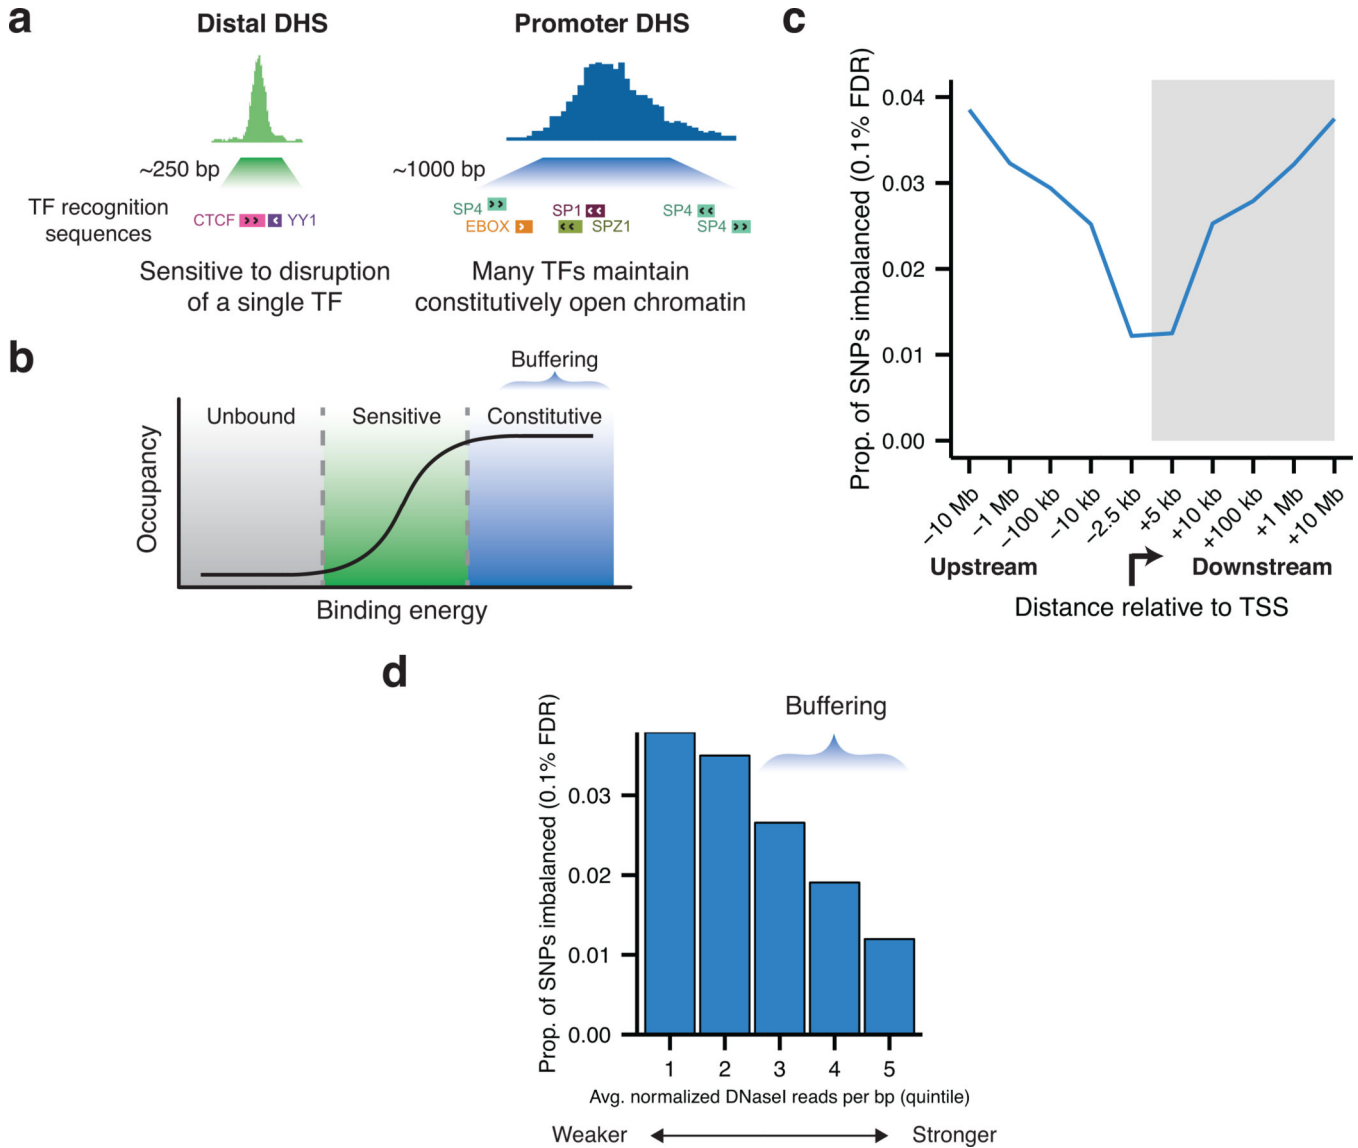 a
Distal DHS
Promoter DHS
~250 bp
~1000 bp
TF recognition
sequences
CTCF
YY1
SP4
EBOX
SP1
SPZ1
SP4
SP4
Sensitive to disruption
of a single TF
Many TFs maintain
constitutively open chromatin
b
Buffering
Unbound
Sensitive
Constitutive
Occupancy
Binding energy
c
Prop. of SNPs imbalanced (0.1% FDR)
0.04
0.03
0.02
0.01
0.00
−10 Mb
−1 Mb
−100 kb
−10 kb
−2.5 kb
+5 kb
+10 kb
+100 kb
+1 Mb
+10 Mb
Upstream
Downstream
Distance relative to TSS
d
Buffering
Prop. of SNPs imbalanced (0.1% FDR)
0.03
0.02
0.01
0.00
1 2 3 4 5
Avg. normalized DNaseI reads per bp (quintile)
Weaker
Stronger